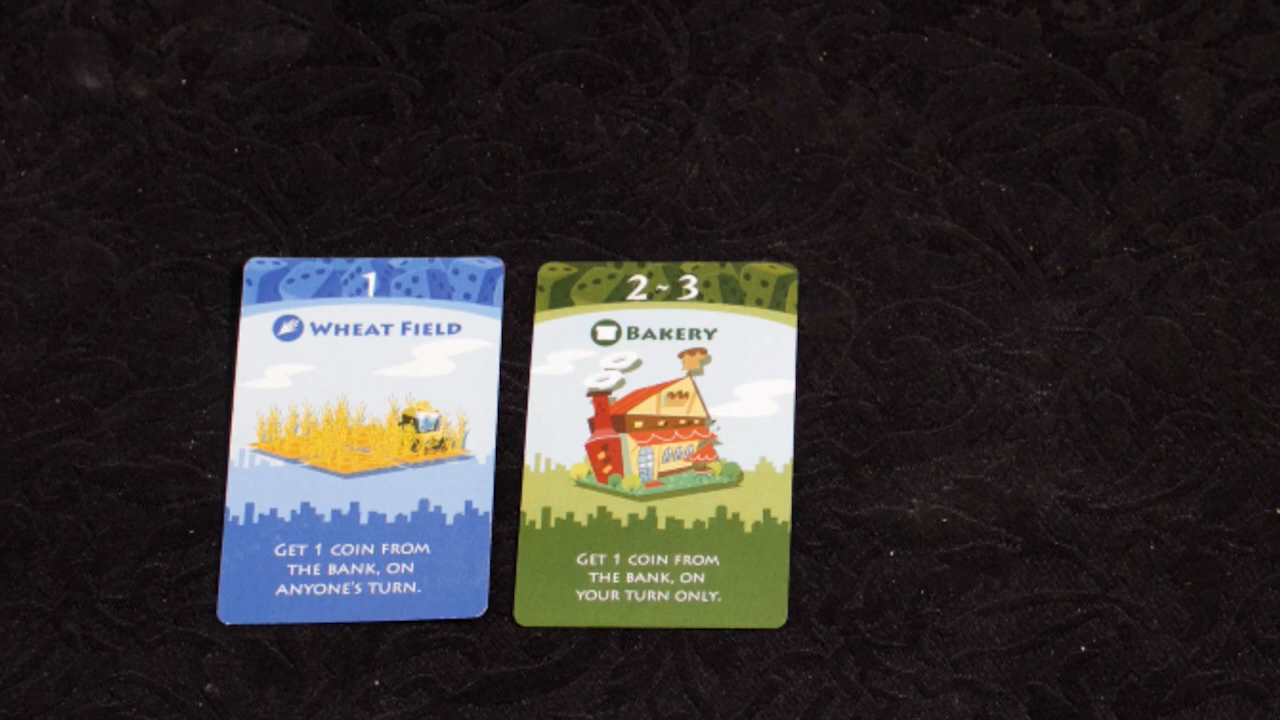 1
WHEAT FIELD
GET 1 COIN FROM
THE BANK, ON
ANYONE'S TURN.
2~3
BAKERY
GET 1 COIN FROM
THE BANK, ON
YOUR TURN ONLY.